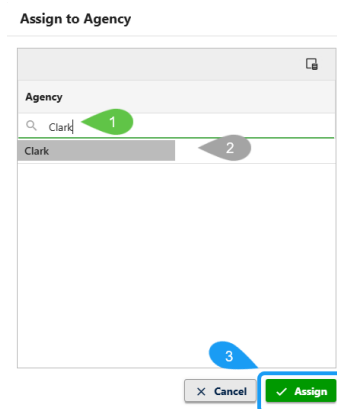 Assign to Agency
Agency
Clark
1
Clark
2
3
Cancel
Assign